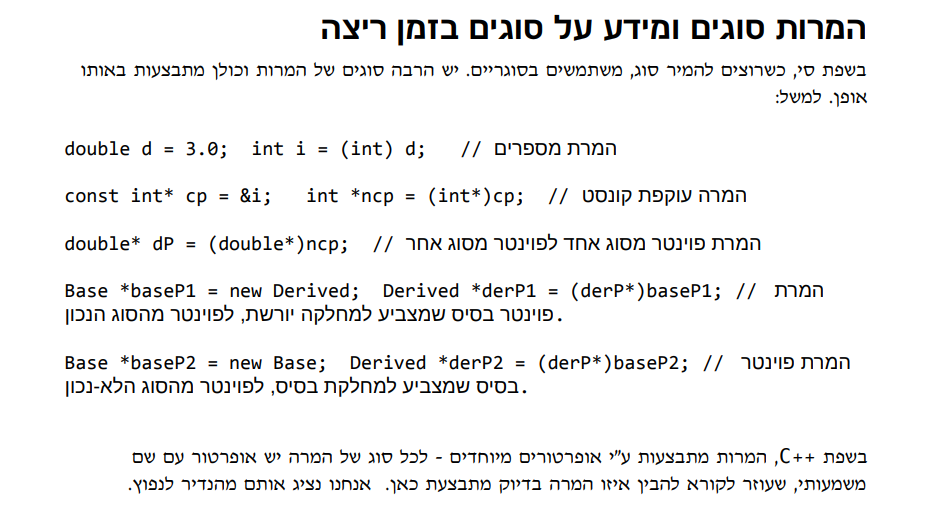 המרות סוגים ומידע על סוגים בזמן ריצה
בשפת סי, כשרוצים להמיר סוג, משתמשים בסוגריים. יש הרבה סוגים של המרות וכולן מתבצעות באותו
אופן. למשל:
double d = 3.0;  int i = (int) d;   // המרת מספרים
const int* cp = &i;   int *ncp = (int*)cp;  // המרה עוקפת קונסט
double* dP = (double*)ncp;  // המרת פוינטר מסוג אחד לפוינטר מסוג אחר
Base *baseP1 = new Derived;  Derived *derP1 = (derP*)baseP1; // המרת
פוינטר בסיס שמצביע למחלקה יורשת, לפוינטר מהסוג הנכון.
Base *baseP2 = new Base;  Derived *derP2 = (derP*)baseP2; // המרת פוינטר
בסיס שמצביע למחלקת בסיס, לפוינטר מהסוג הלא-נכון.
בשפת C++, המרות מתבצעות ע"י אופרטורים מיוחדים - לכל סוג של המרה יש אופרטור עם שם
משמעותי, שעוזר לקורא להבין איזו המרה בדיוק מתבצעת כאן. אנחנו נציג אותם מהנדיר לנפוץ.